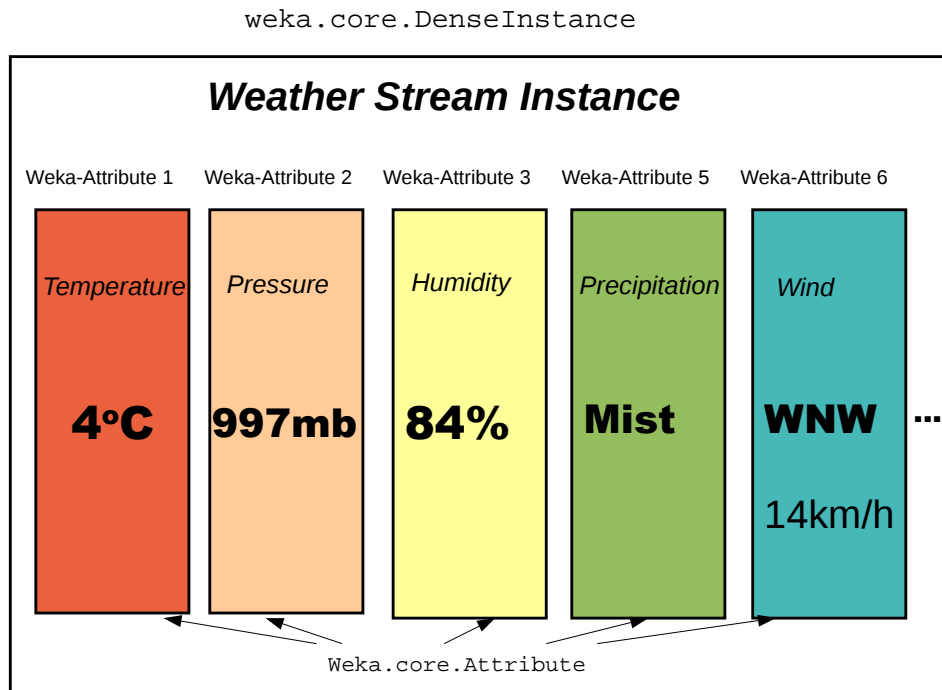 weka.core.DenseInstance
Weather Stream Instance
Weka-Attribute 1 Weka-Attribute 2 Weka-Attribute 3 Weka-Attribute 5 Weka-Attribute 6
Temperature Pressure Humidity Precipitation Wind
4°C 997mb 84% Mist WNW ...
14km/h
Weka.core.Attribute